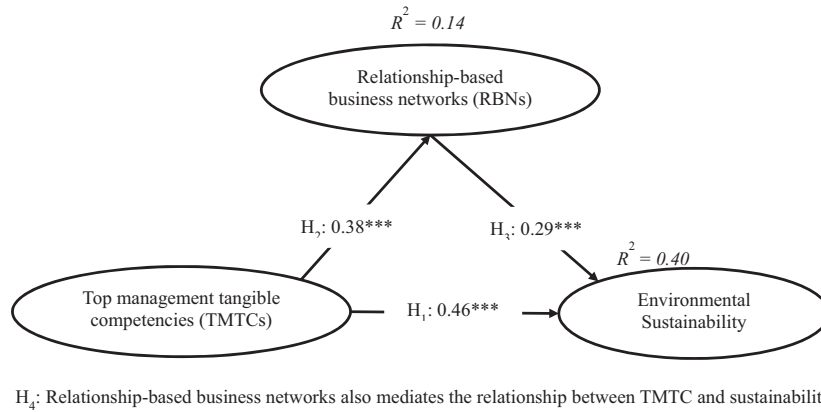 R² = 0.14
Relationship-based
business networks (RBNs)
H₂: 0.38***
H₃: 0.29***
R² = 0.40
Top management tangible
competencies (TMTCs)
H₁: 0.46***
Environmental
Sustainability
H₄: Relationship-based business networks also mediates the relationship between TMTC and sustainabilit